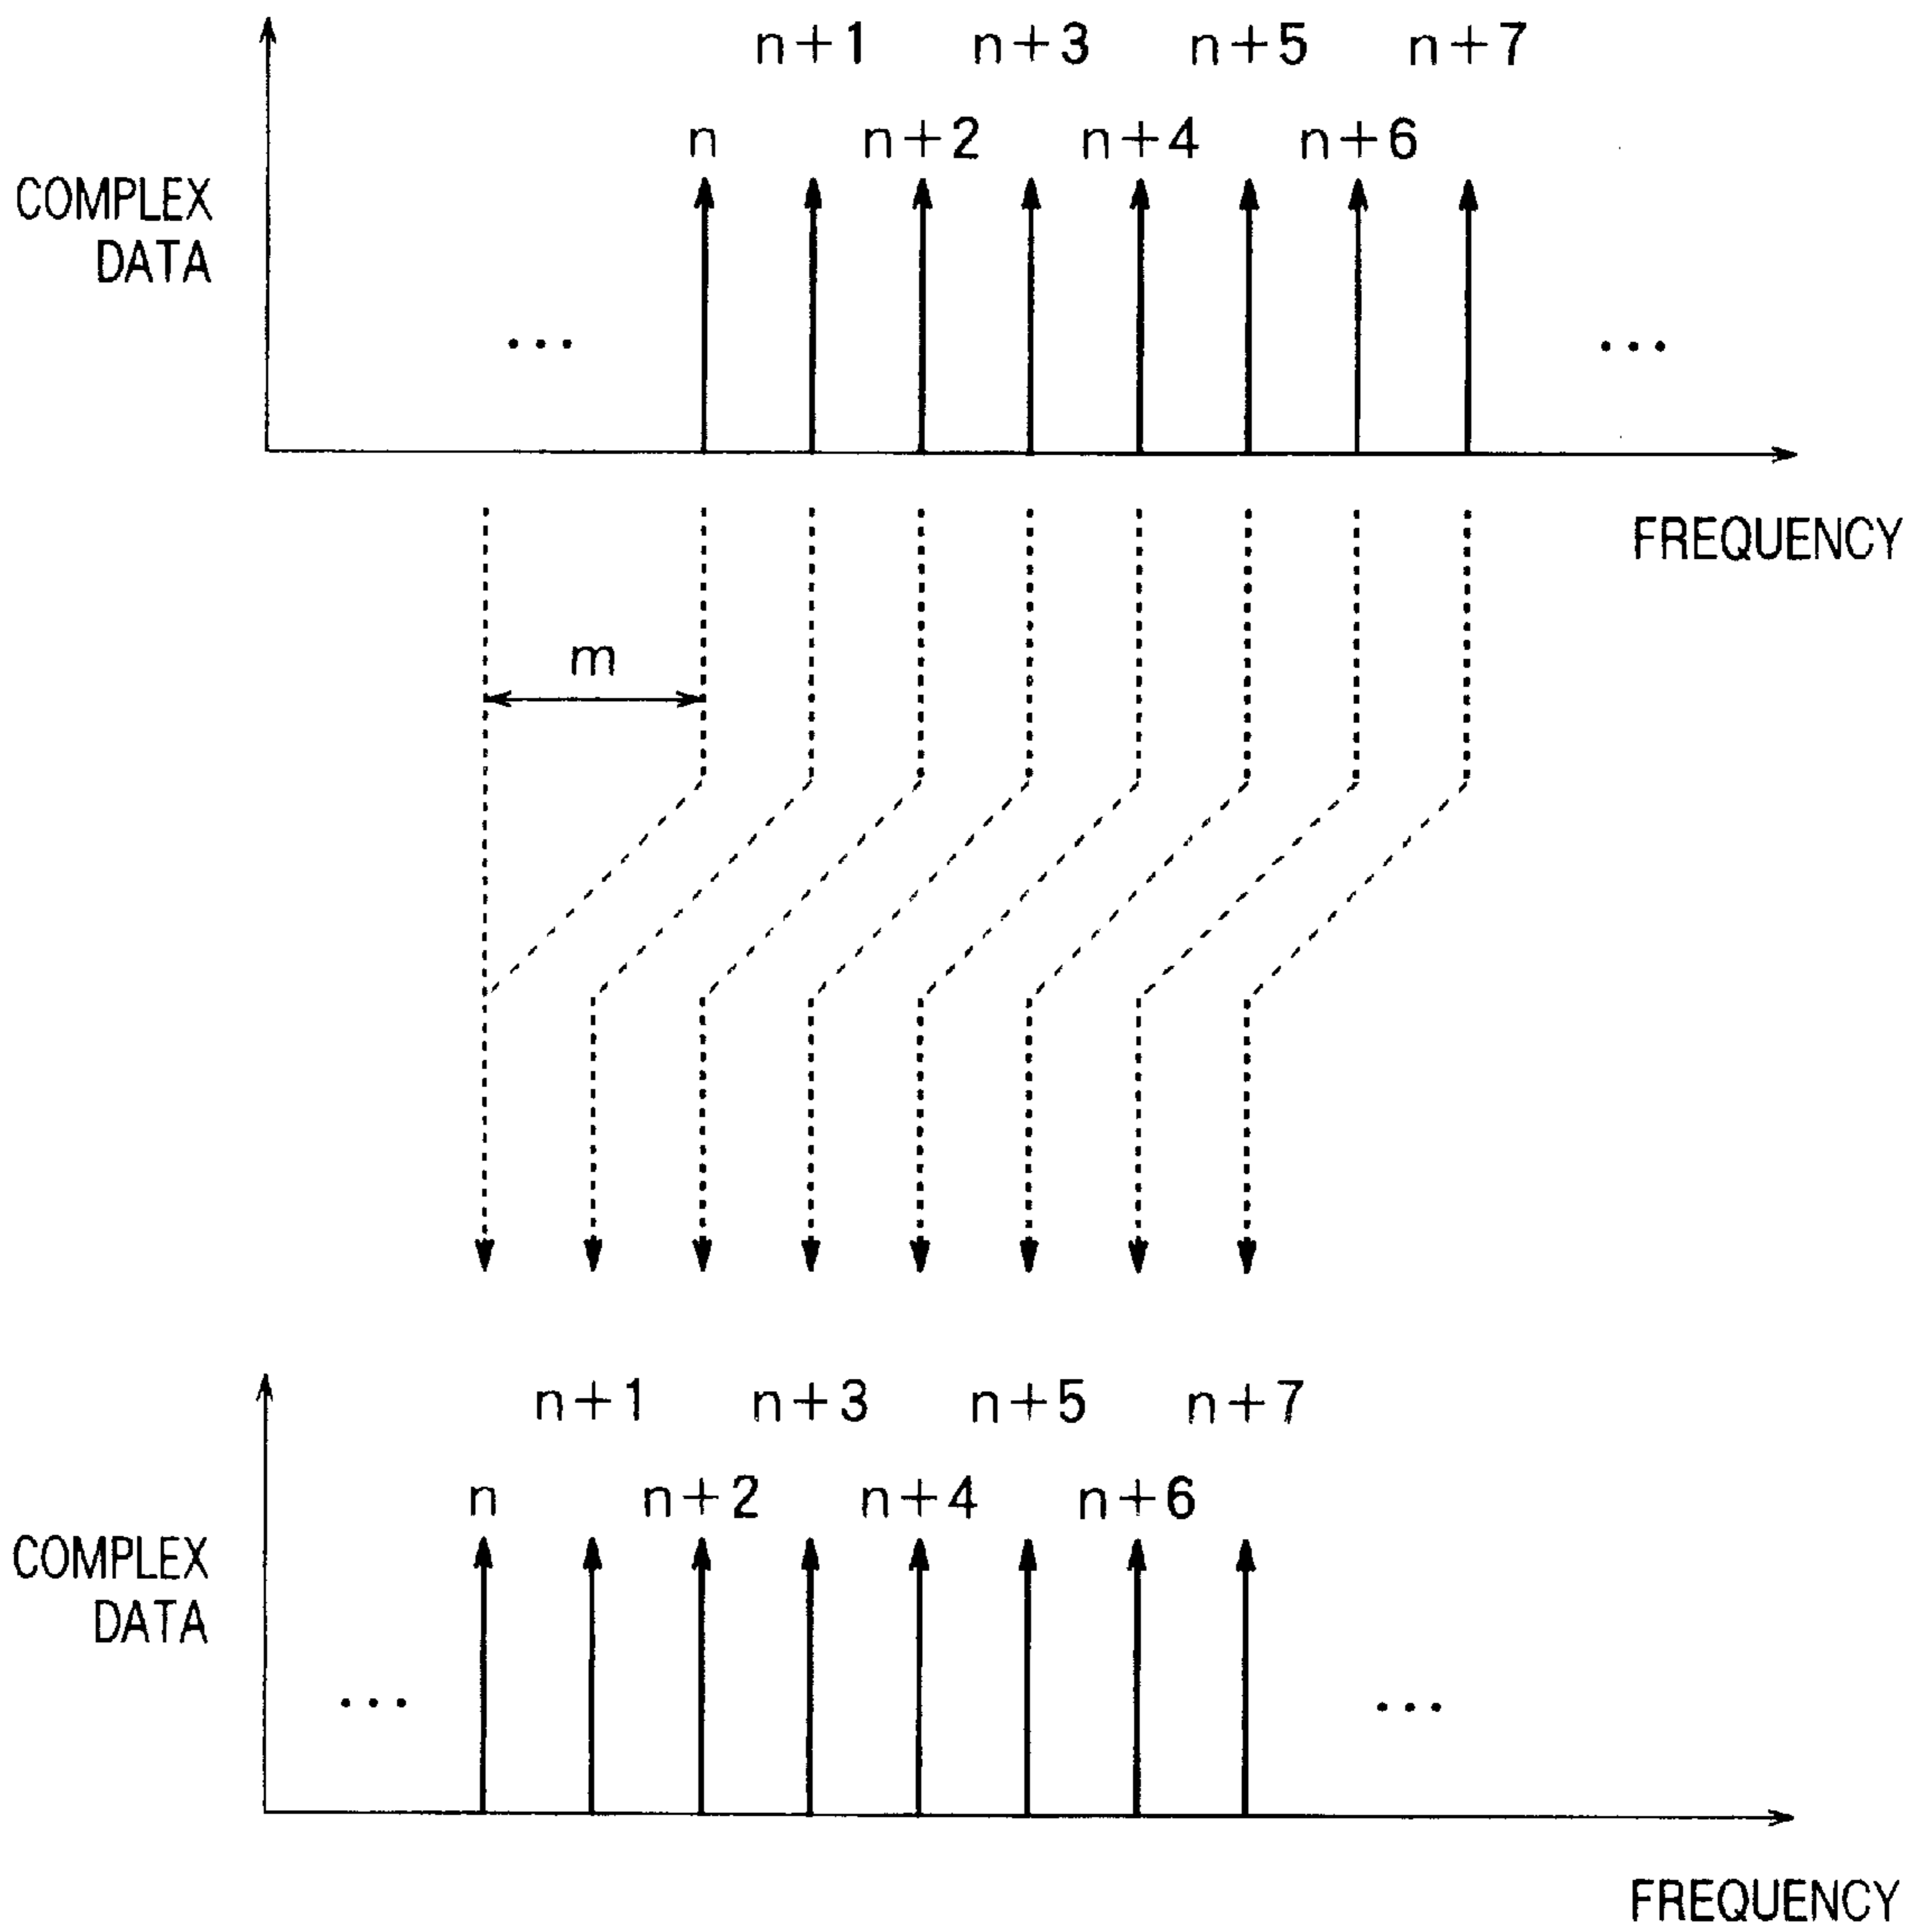 n+1 n+3 n+5 n+7
n n+2 n+4 n+6
COMPLEX
DATA
... ...
FREQUENCY
m
n+1 n+3 n+5 n+7
n n+2 n+4 n+6
COMPLEX
DATA
... ...
FREQUENCY